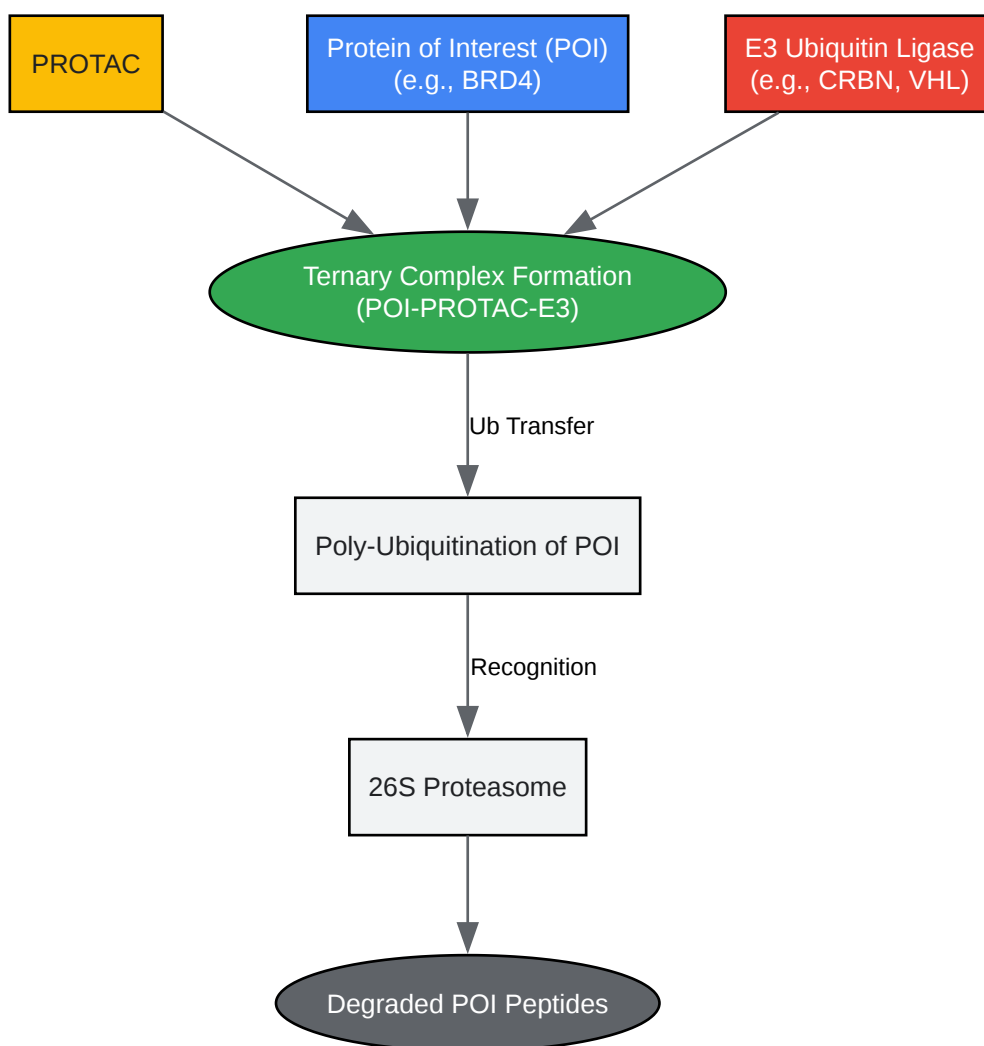 PROTAC
Protein of Interest (POI)
(e.g., BRD4)
E3 Ubiquitin Ligase
(e.g., CRBN, VHL)
Ternary Complex Formation
(POI-PROTAC-E3)
Ub Transfer
Poly-Ubiquitination of POI
Recognition
26S Proteasome
Degraded POI Peptides